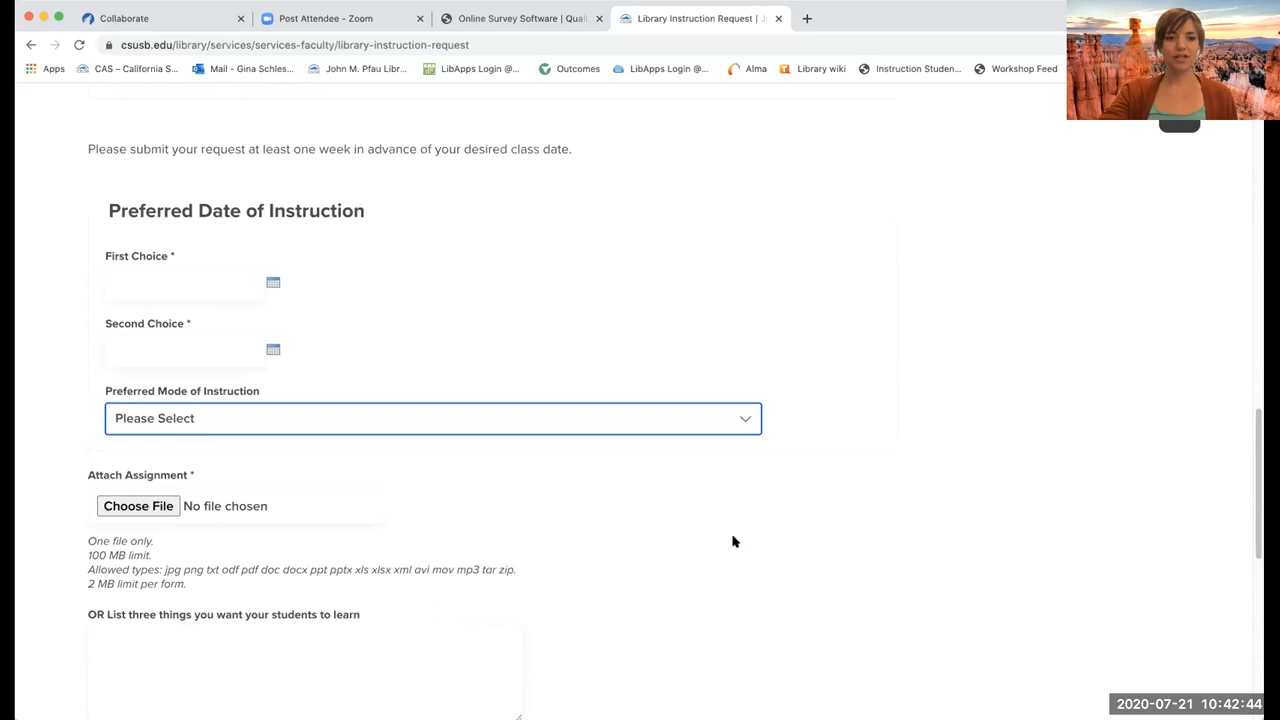 Collaborate
Post Attendee - Zoom
Online Survey Software | Qual
Library Instruction Request | J
csusb.edu/library/services/services-faculty/library-instruction-request
Apps
CAS – California S...
Mail - Gina Schles...
John M. Pfau Libr...
LibApps Login @...
Outcomes
LibApps Login @...
Alma
Library wiki
Instruction Studen...
Workshop Feed
Please submit your request at least one week in advance of your desired class date.
Preferred Date of Instruction
First Choice *
Second Choice *
Preferred Mode of Instruction
Please Select
Attach Assignment *
Choose File No file chosen
One file only.
100 MB limit.
Allowed types: jpg png txt odf pdf doc docx ppt pptx xls xlsx xml avi mov mp3 tar zip.
2 MB limit per form.
OR List three things you want your students to learn
2020-07-21 10:42:44